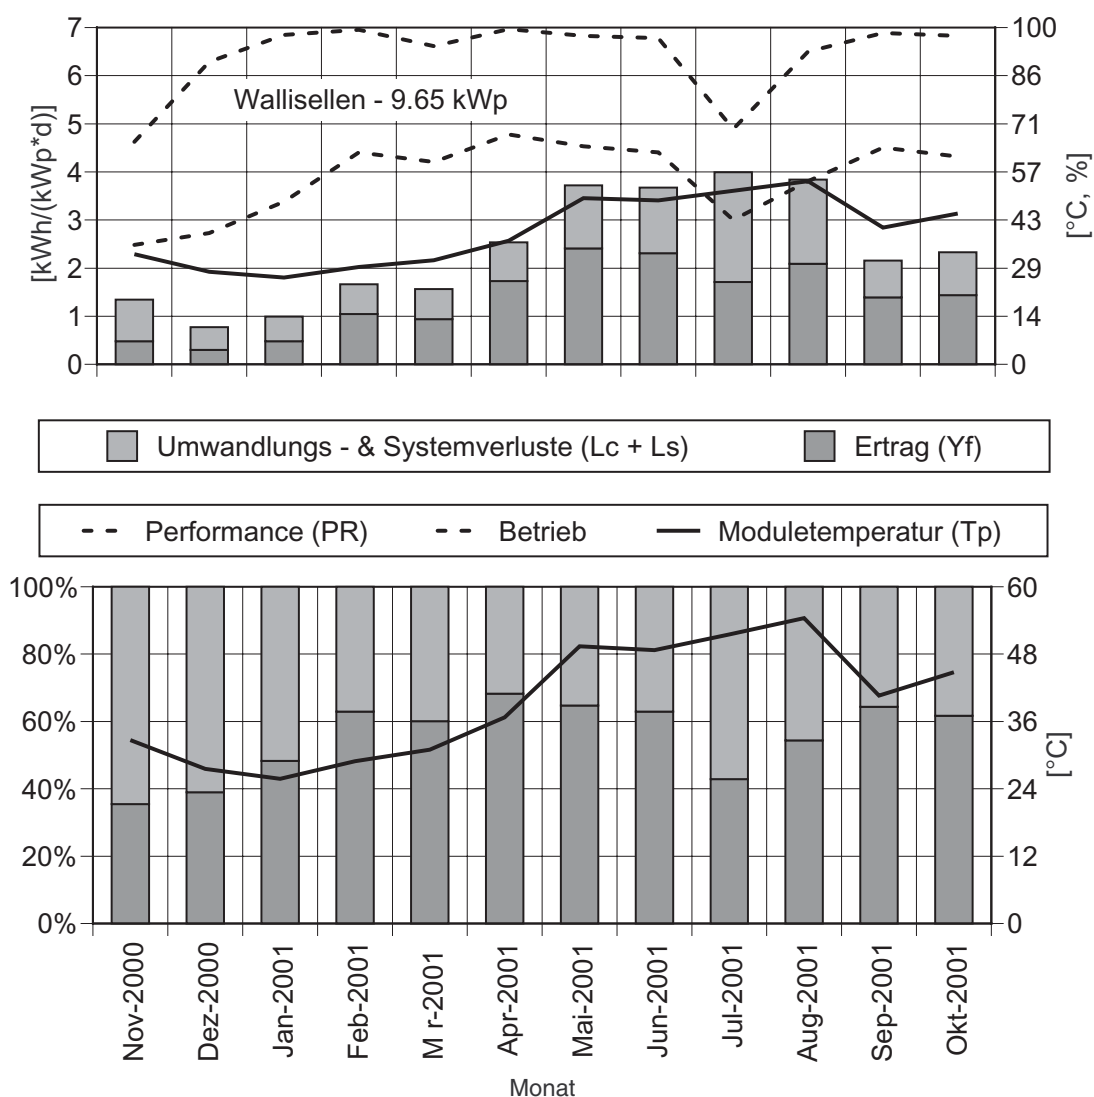 7
6
5
4
3
2
1
0
[kWh/(kWp*d)]
Wallisellen - 9.65 kWp
100
86
71
57
43
29
14
0
[°C, %]
Umwandlungs - & Systemverluste (Lc + Ls) Ertrag (Yf)
Performance (PR) Betrieb Moduletemperatur (Tp)
100%
80%
60%
40%
20%
0%
60
48
36
24
12
0
[°C]
Nov-2000
Dez-2000
Jan-2001
Feb-2001
M r-2001
Apr-2001
Mai-2001
Jun-2001
Jul-2001
Aug-2001
Sep-2001
Okt-2001
Monat